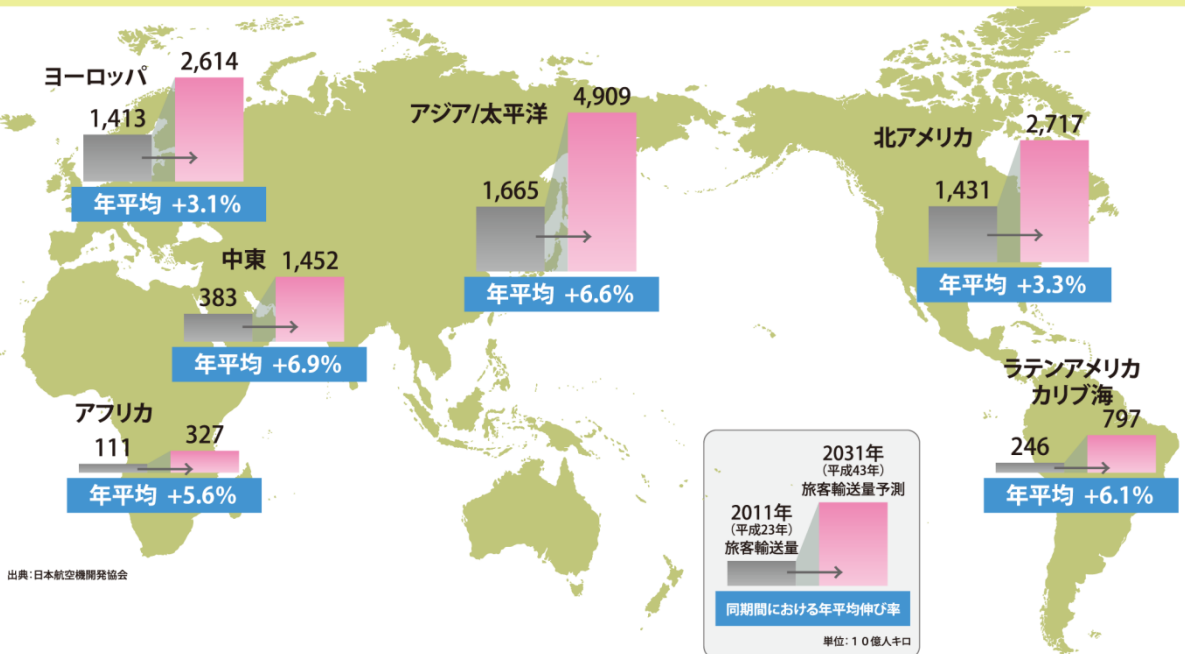 ヨーロッパ
1,413
2,614
年平均 +3.1%
アジア/太平洋
1,665
4,909
年平均 +6.6%
北アメリカ
1,431
2,717
年平均 +3.3%
中東
383
1,452
年平均 +6.9%
アフリカ
111
327
年平均 +5.6%
ラテンアメリカ
カリブ海
246
797
年平均 +6.1%
2031年
(平成43年)
旅客輸送量予測
2011年
(平成23年)
旅客輸送量
同期間における年平均伸び率
単位:10億人キロ
出典:日本航空機開発協会